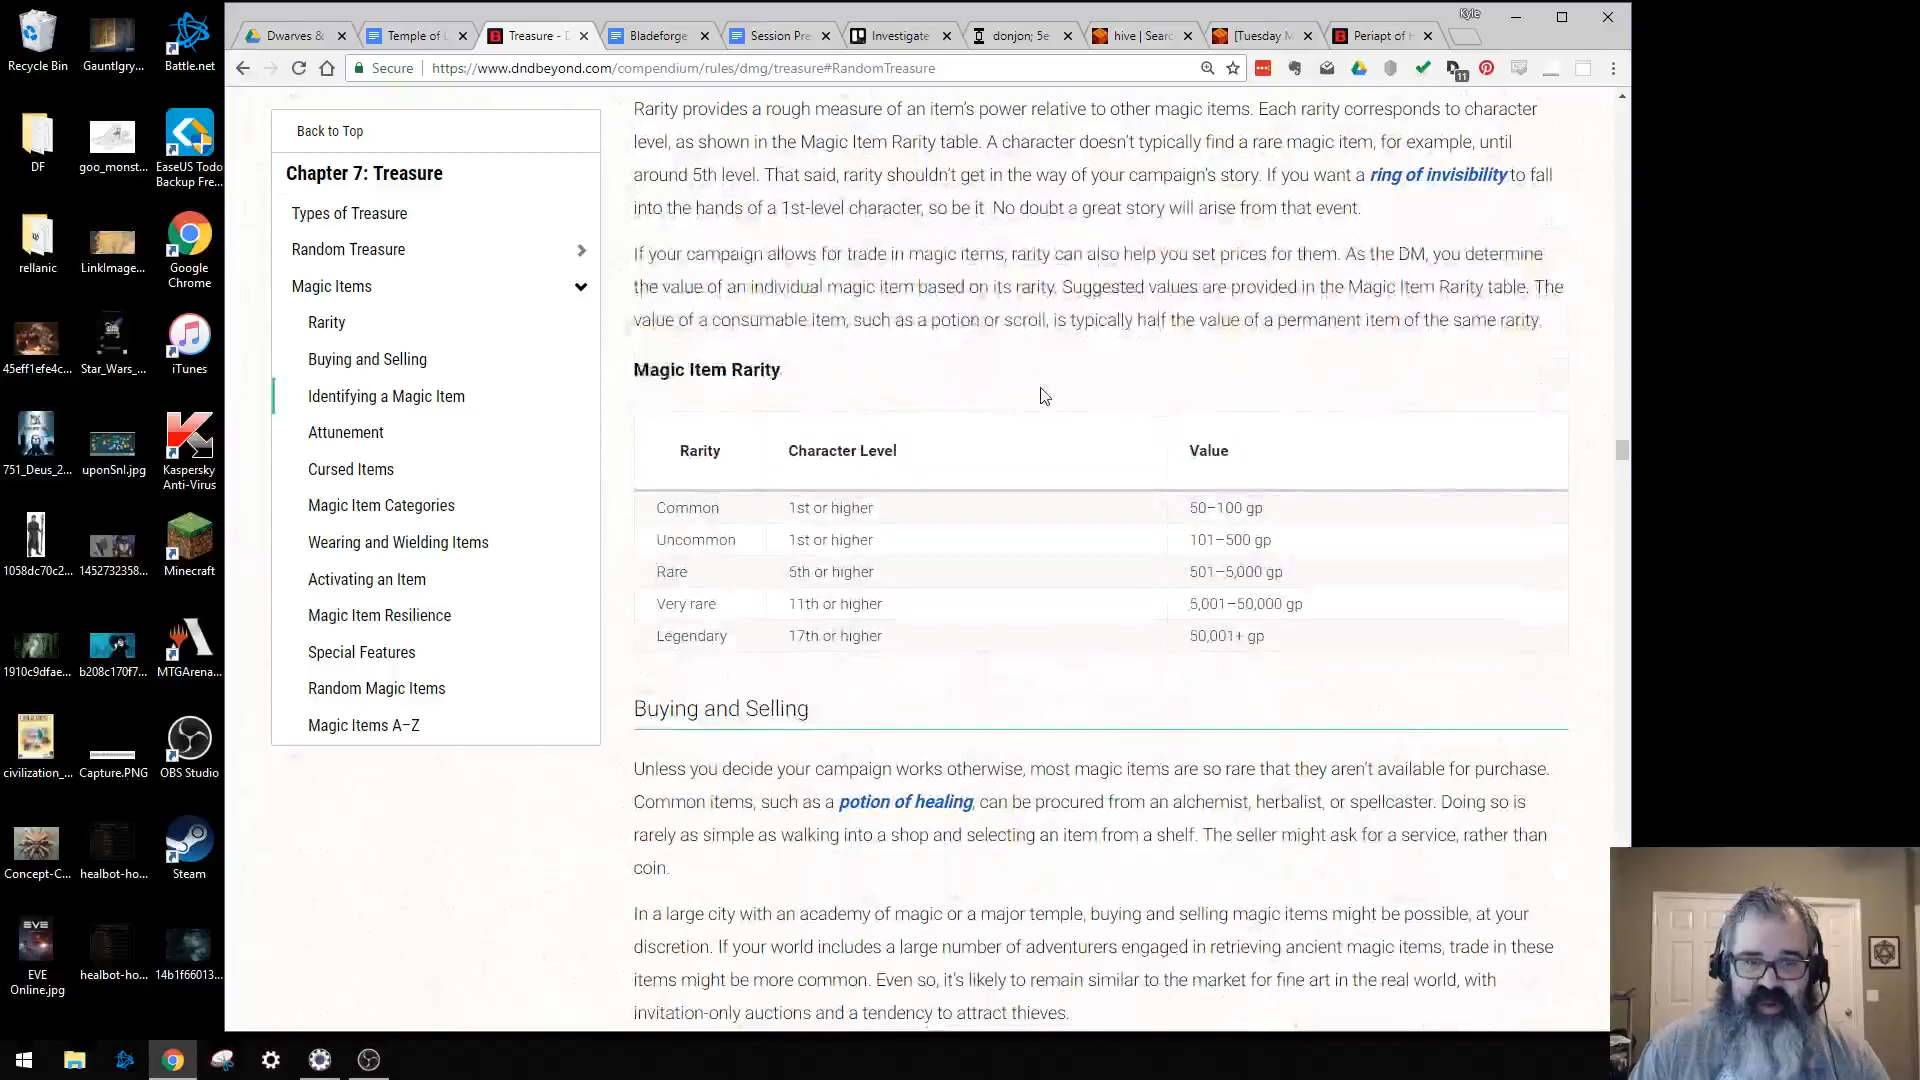 Recycle Bin
Gauntlgry...
Battle.net
DF
goo_monst...
EaseUS Todo
Backup Fre...
rellanic
LinkImage...
Google
Chrome
45eff1efe4c...
Star_Wars_...
iTunes
751_Deus_2...
uponSnl.jpg
Kaspersky
Anti-Virus
1058dc70c2...
1452732358...
Minecraft
1910c9dfae...
b208c170f7...
MTGArena...
civilization_...
Capture.PNG
OBS Studio
Concept-C...
healbot-ho...
Steam
EVE
EVE
Online.jpg
healbot-ho...
14b1f66013...
Kyle
Dwarves &
Temple of L
Treasure - D
Bladeforge
Session Pre
Investigate
donjon; 5e
hive | Searc
[Tuesday M
Periapt of H
Secure
https://www.dndbeyond.com/compendium/rules/dmg/treasure#RandomTreasure
11
Back to Top
Chapter 7: Treasure
Types of Treasure
Random Treasure
Magic Items
Rarity
Buying and Selling
Identifying a Magic Item
Attunement
Cursed Items
Magic Item Categories
Wearing and Wielding Items
Activating an Item
Magic Item Resilience
Special Features
Random Magic Items
Magic Items A–Z
Rarity provides a rough measure of an item's power relative to other magic items. Each rarity corresponds to character
level, as shown in the Magic Item Rarity table. A character doesn't typically find a rare magic item, for example, until
around 5th level. That said, rarity shouldn't get in the way of your campaign's story. If you want a ring of invisibility to fall
into the hands of a 1st-level character, so be it. No doubt a great story will arise from that event.
If your campaign allows for trade in magic items, rarity can also help you set prices for them. As the DM, you determine
the value of an individual magic item based on its rarity. Suggested values are provided in the Magic Item Rarity table. The
value of a consumable item, such as a potion or scroll, is typically half the value of a permanent item of the same rarity.
Magic Item Rarity
Rarity Character Level Value
Common 1st or higher 50–100 gp
Uncommon 1st or higher 101–500 gp
Rare 5th or higher 501–5,000 gp
Very rare 11th or higher 5,001–50,000 gp
Legendary 17th or higher 50,001+ gp
Buying and Selling
Unless you decide your campaign works otherwise, most magic items are so rare that they aren't available for purchase.
Common items, such as a potion of healing, can be procured from an alchemist, herbalist, or spellcaster. Doing so is
rarely as simple as walking into a shop and selecting an item from a shelf. The seller might ask for a service, rather than
coin.
In a large city with an academy of magic or a major temple, buying and selling magic items might be possible, at your
discretion. If your world includes a large number of adventurers engaged in retrieving ancient magic items, trade in these
items might be more common. Even so, it's likely to remain similar to the market for fine art in the real world, with
invitation-only auctions and a tendency to attract thieves.